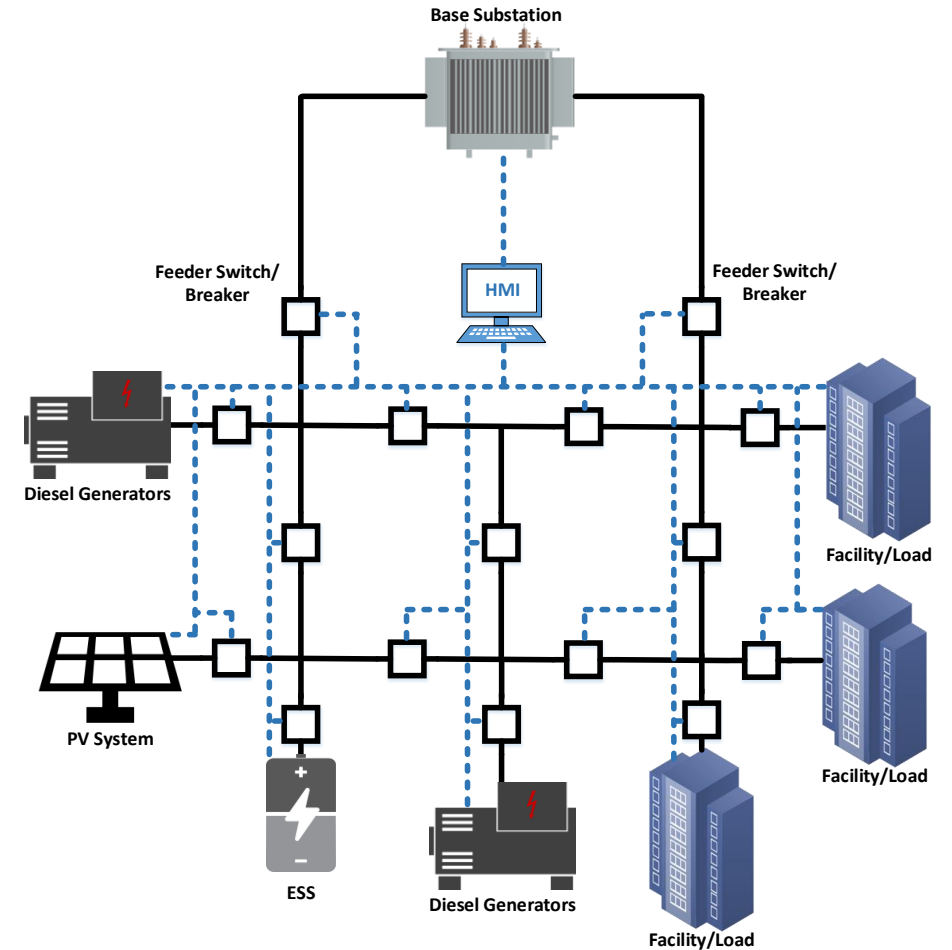 Base Substation
Feeder Switch/
Breaker
HMI
Feeder Switch/
Breaker
Diesel Generators
Facility/Load
PV System
Facility/Load
ESS
Diesel Generators
Facility/Load